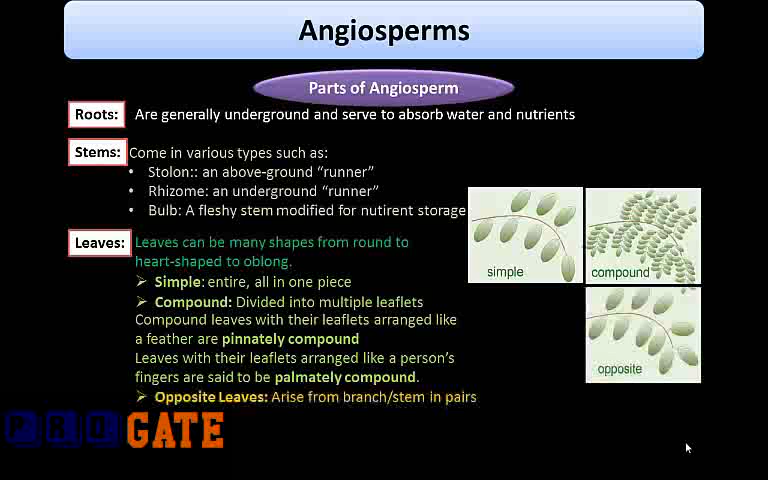 Angiosperms
Parts of Angiosperm
Roots: Are generally underground and serve to absorb water and nutrients
Stems: Come in various types such as:
• Stolon:: an above-ground “runner”
• Rhizome: an underground “runner”
• Bulb: A fleshy stem modified for nutirent storage
Leaves: Leaves can be many shapes from round to
heart-shaped to oblong.
➢ Simple: entire, all in one piece
➢ Compound: Divided into multiple leaflets
Compound leaves with their leaflets arranged like
a feather are pinnately compound
Leaves with their leaflets arranged like a person’s
fingers are said to be palmately compound.
➢ Opposite Leaves: Arise from branch/stem in pairs
simple
compound
opposite
PROGATE